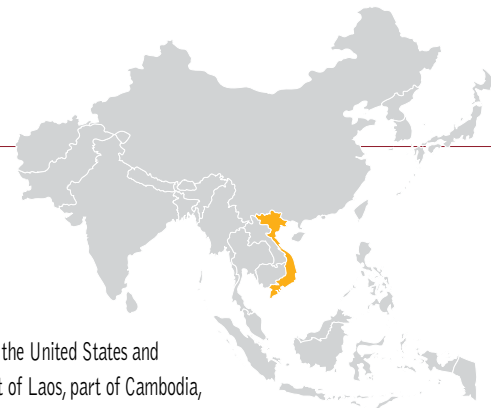 the United States and
t of Laos, part of Cambodia,